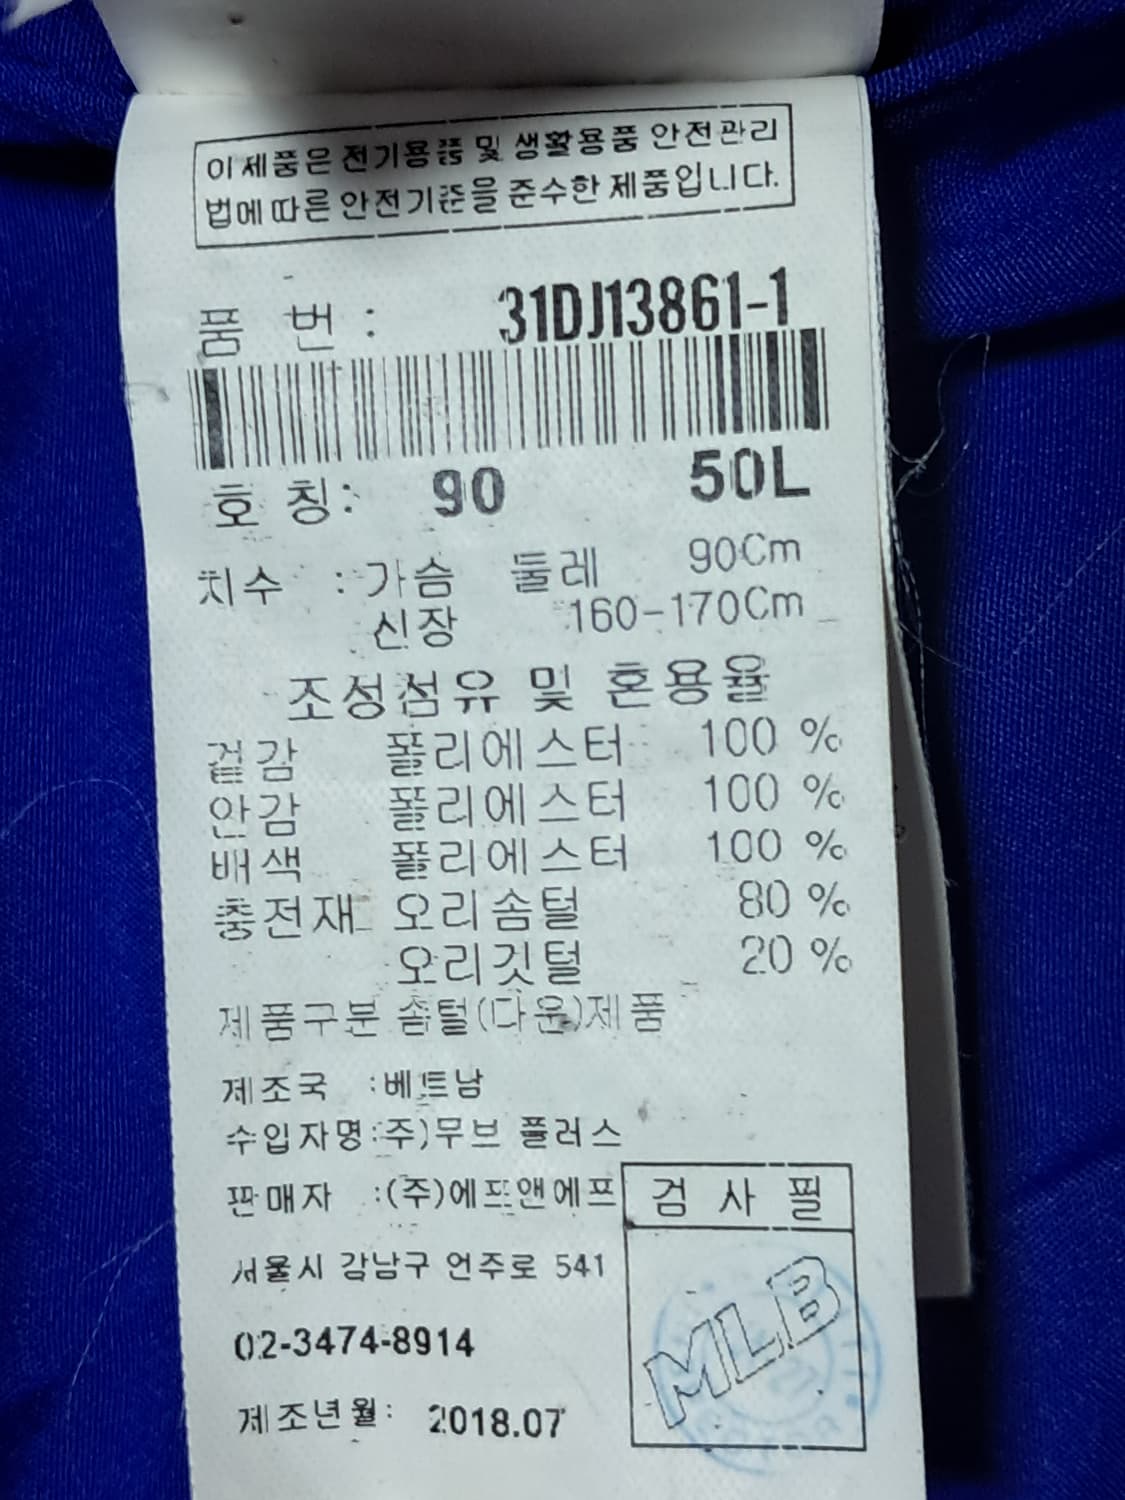 이 제품은 전기용품 및 생활용품 안전관리
법에 따른 안전기준을 준수한 제품입니다.
품 번 : 31DJ13861-1
호 칭: 90 50L
치수 : 가슴 둘레 90Cm
신장 160-170Cm
조성섬유 및 혼용율
겉감 폴리에스터 100 %
안감 폴리에스터 100 %
배색 폴리에스터 100 %
충전재 오리솜털 80 %
오리깃털 20 %
제품구분 솜털(다운)제품
제조국 :베트남
수입자명:주)무브 플러스
판매자 :(주)에프앤에프
검 사 필
서울시 강남구 언주로 541
MLB
02-3474-8914
제조년월: 2018.07